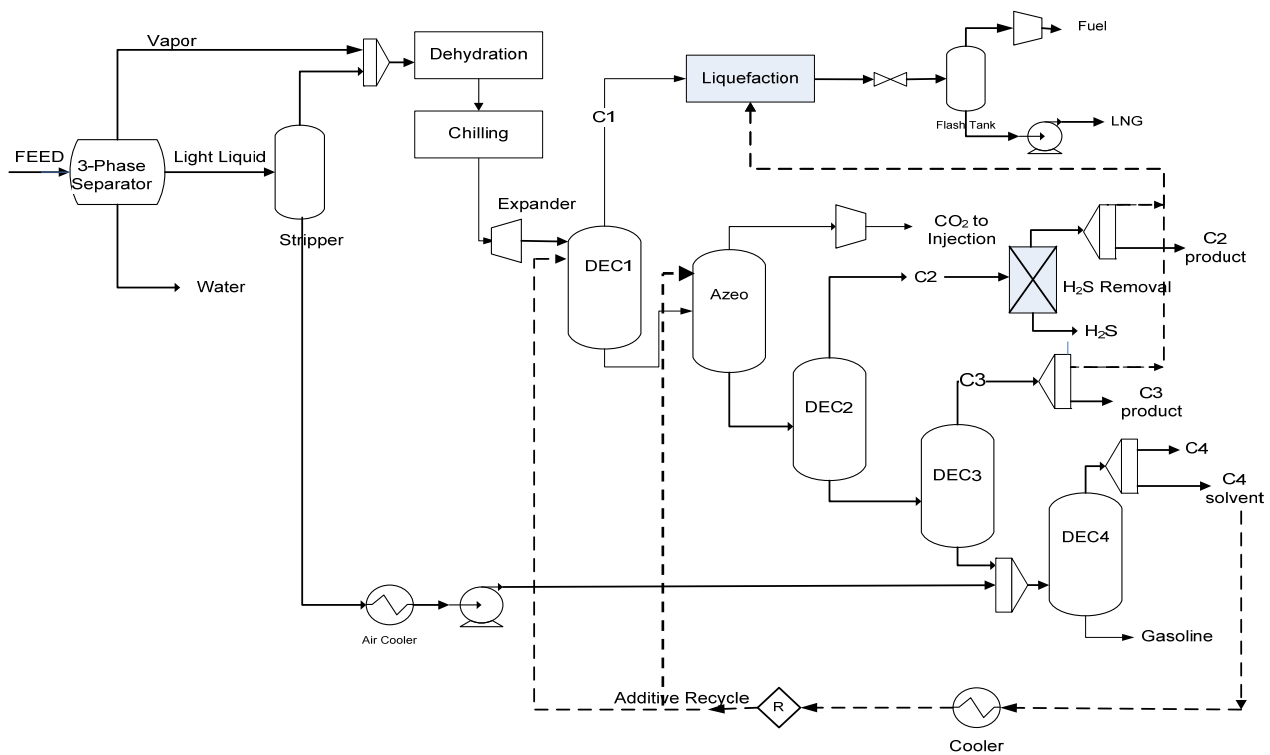 Vapor
Dehydration
Fuel
Liquefaction
C1
Flash Tank
LNG
Chilling
FEED
Light Liquid
3-Phase
Separator
Expander
Stripper
DEC1
CO₂ to
Injection
C2
product
Azeo
C2
H₂S Removal
Water
H₂S
C3
C3
product
DEC2
DEC3
C4
C4
solvent
DEC4
Air Cooler
Gasoline
Additive Recycle
R
Cooler